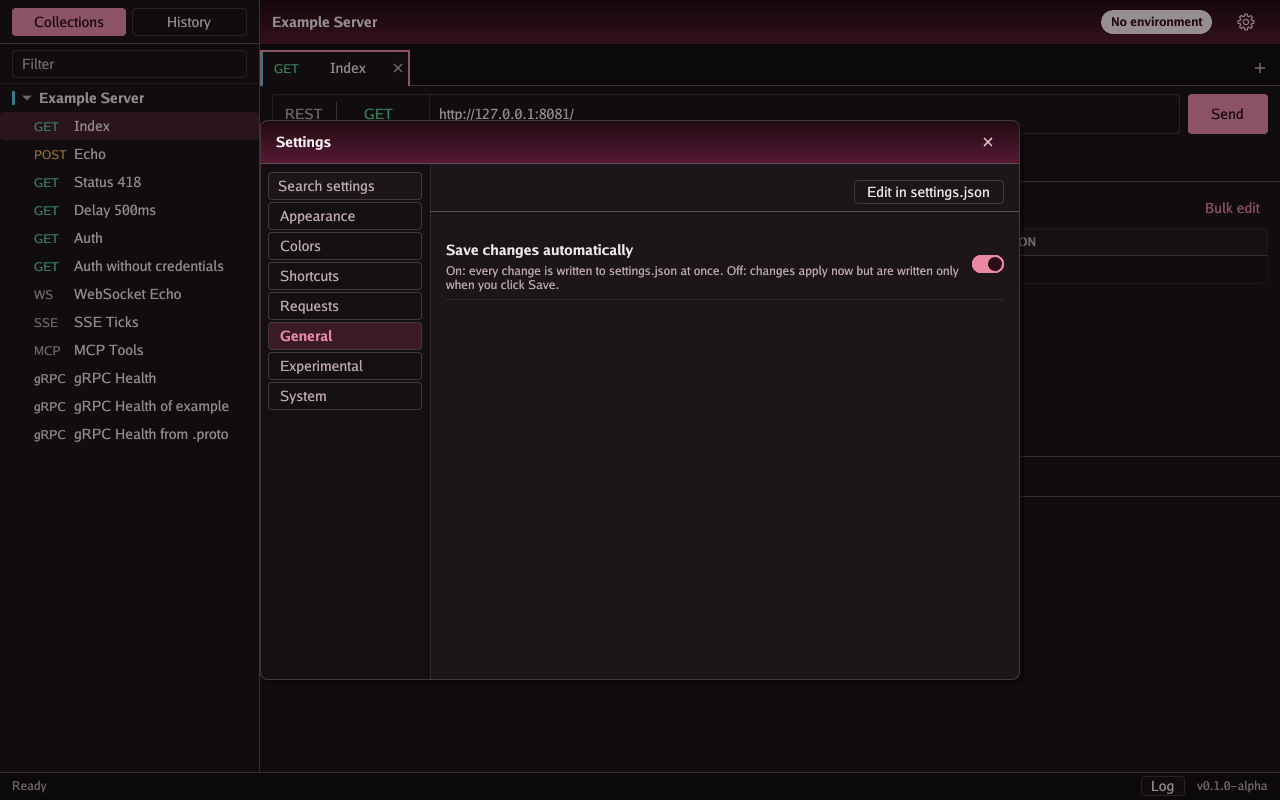 Collections
History
Example Server
No environment
Filter
GET Index
Example Server
GET Index
POST Echo
GET Status 418
GET Delay 500ms
GET Auth
GET Auth without credentials
WS WebSocket Echo
SSE SSE Ticks
MCP MCP Tools
gRPC gRPC Health
gRPC gRPC Health of example
gRPC gRPC Health from .proto
REST GET http://127.0.0.1:8081/
Send
Bulk edit
ON
Settings
Search settings
Appearance
Colors
Shortcuts
Requests
General
Experimental
System
Edit in settings.json
Save changes automatically
On: every change is written to settings.json at once. Off: changes apply now but are written only
when you click Save.
Ready
Log
v0.1.0-alpha